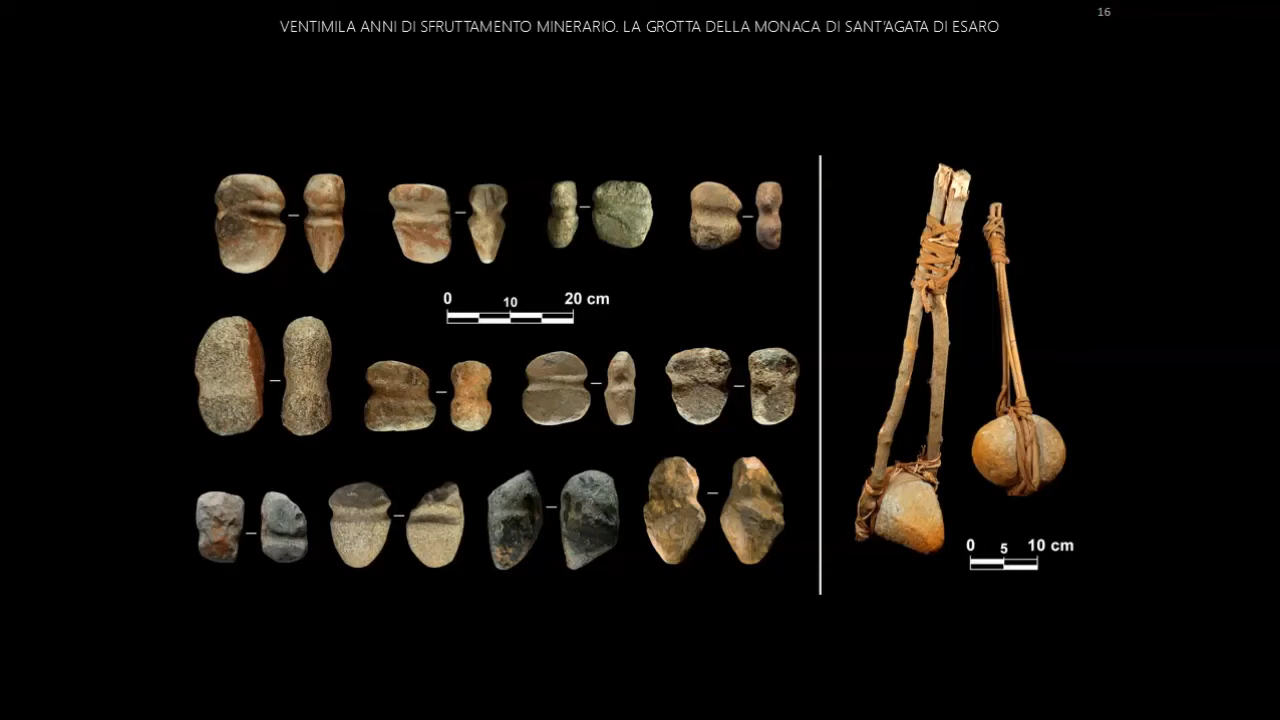 16
VENTIMILA ANNI DI SFRUTTAMENTO MINERARIO. LA GROTTA DELLA MONACA DI SANT'AGATA DI ESARO
0 10 20 cm
0 5 10 cm